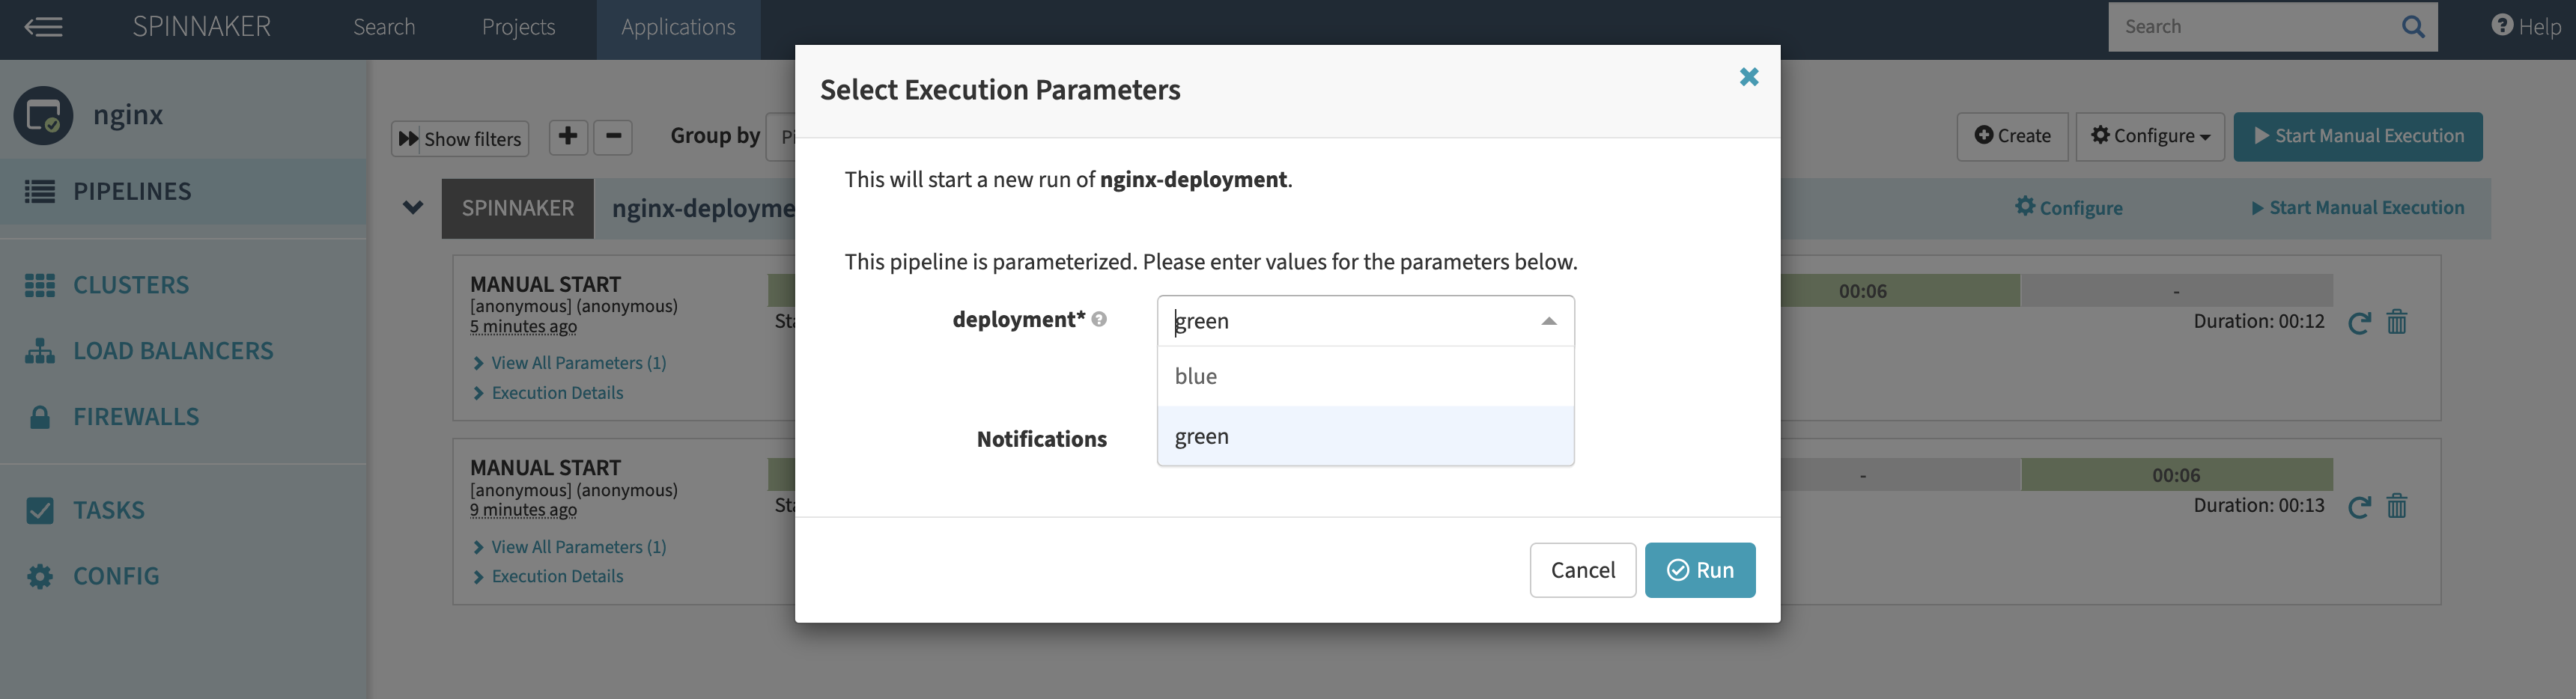 SPINNAKER Search Projects Applications Search Help
nginx
PIPELINES
CLUSTERS
LOAD BALANCERS
FIREWALLS
TASKS
CONFIG
Show filters Group by Create Configure Start Manual Execution
SPINNAKER nginx-deployme Configure Start Manual Execution
MANUAL START
[anonymous] (anonymous)
5 minutes ago
View All Parameters (1)
Execution Details
00:06 -
Duration: 00:12
MANUAL START
[anonymous] (anonymous)
9 minutes ago
View All Parameters (1)
Execution Details
- 00:06
Duration: 00:13
Select Execution Parameters
This will start a new run of nginx-deployment.
This pipeline is parameterized. Please enter values for the parameters below.
deployment* green
blue
green
Notifications
Cancel Run